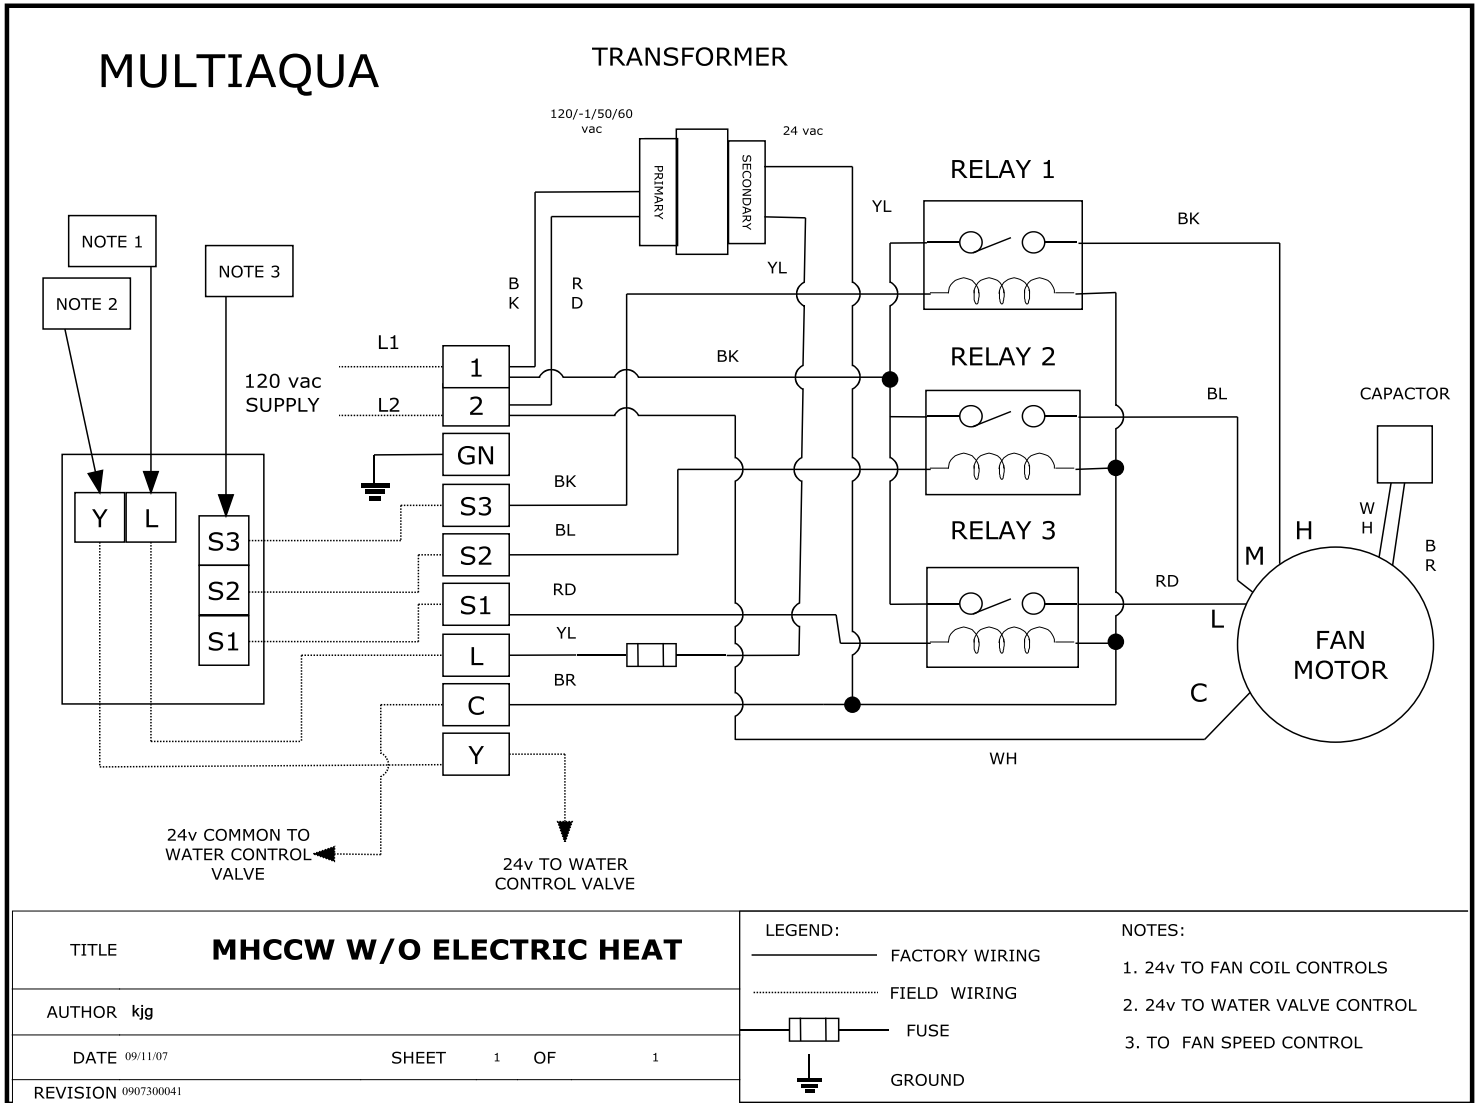 MULTIAQUA
TRANSFORMER
120/-1/50/60
vac
24 vac
PRIMARY
SECONDARY
RELAY 1
YL
BK
NOTE 1
NOTE 3
NOTE 2
YL
B
K
R
D
L1
120 vac
SUPPLY
L2
1
2
BK
RELAY 2
BL
CAPACTOR
GN
Y
L
S3
S2
S1
S3
BK
S2
BL
S1
RD
L
YL
C
BR
Y
RELAY 3
RD
W
H
B
R
H
M
L
C
FAN
MOTOR
WH
24v COMMON TO
WATER CONTROL
VALVE
24v TO WATER
CONTROL VALVE
TITLE
MHCCW W/O ELECTRIC HEAT
AUTHOR kjg
DATE 09/11/07
SHEET 1 OF 1
REVISION 0907300041
LEGEND:
FACTORY WIRING
FIELD WIRING
FUSE
GROUND
NOTES:
1. 24v TO FAN COIL CONTROLS
2. 24v TO WATER VALVE CONTROL
3. TO FAN SPEED CONTROL